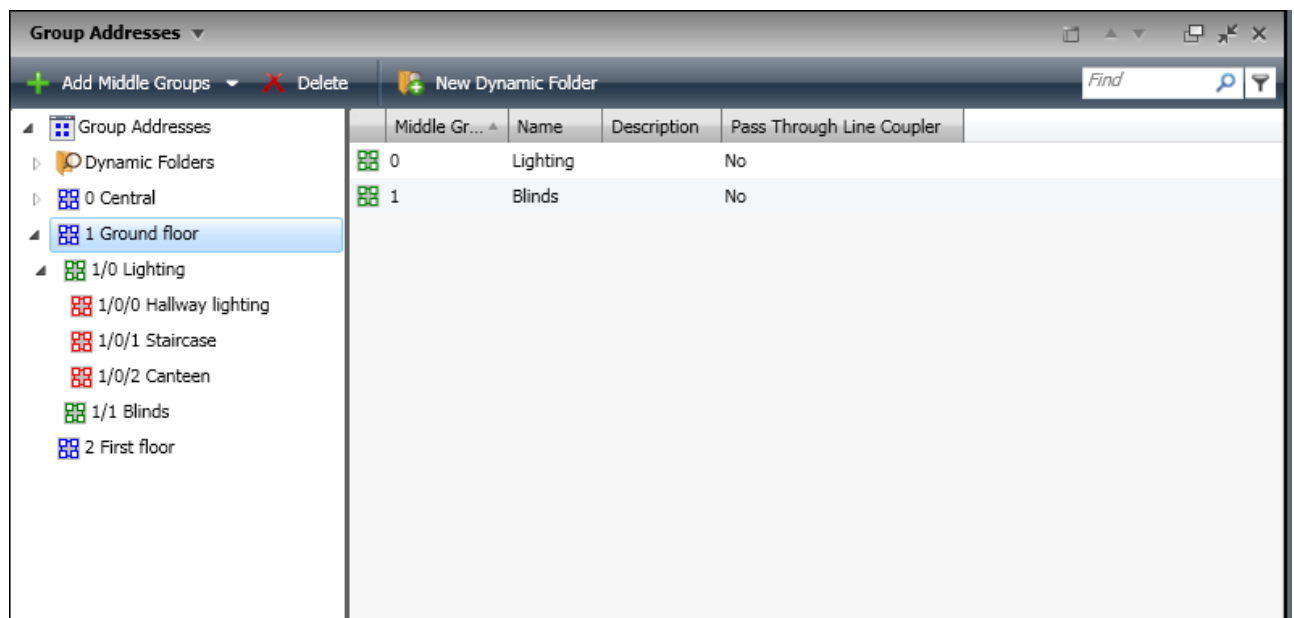 Group Addresses
Add Middle Groups Delete New Dynamic Folder Find
Group Addresses
Dynamic Folders
0 Central
1 Ground floor
1/0 Lighting
1/0/0 Hallway lighting
1/0/1 Staircase
1/0/2 Canteen
1/1 Blinds
2 First floor
Middle Gr... Name Description Pass Through Line Coupler
0 Lighting No
1 Blinds No